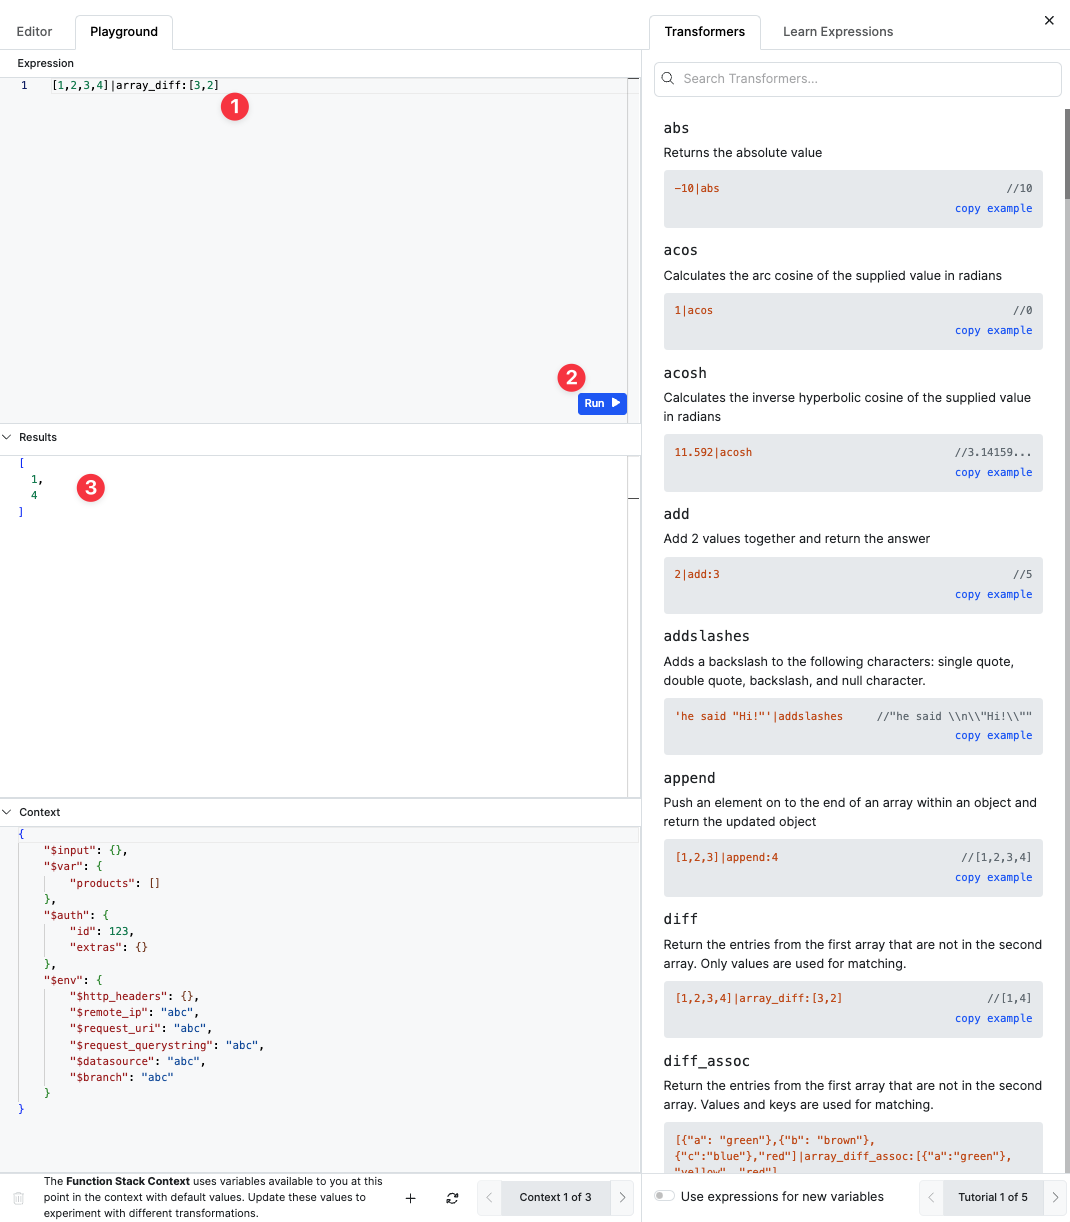 Editor
Playground
Expression
1 [1,2,3,4]|array_diff:[3,2]
1
2
Run
Results
[
1,
4
]
3
Context
{
"$input": {},
"$var": {
"products": []
},
"$auth": {
"id": 123,
"extras": {}
},
"$env": {
"$http_headers": {},
"$remote_ip": "abc",
"$request_uri": "abc",
"$request_querystring": "abc",
"$datasource": "abc",
"$branch": "abc"
}
}
The Function Stack Context uses variables available to you at this
point in the context with default values. Update these values to
experiment with different transformations.
Context 1 of 3
Transformers
Learn Expressions
Search Transformers...
abs
Returns the absolute value
-10|abs //10
copy example
acos
Calculates the arc cosine of the supplied value in radians
1|acos //0
copy example
acosh
Calculates the inverse hyperbolic cosine of the supplied value
in radians
11.592|acosh //3.14159...
copy example
add
Add 2 values together and return the answer
2|add:3 //5
copy example
addslashes
Adds a backslash to the following characters: single quote,
double quote, backslash, and null character.
'he said "Hi!"'|addslashes //"he said \\n\\"Hi!\\""
copy example
append
Push an element on to the end of an array within an object and
return the updated object
[1,2,3]|append:4 //[1,2,3,4]
copy example
diff
Return the entries from the first array that are not in the second
array. Only values are used for matching.
[1,2,3,4]|array_diff:[3,2] //[1,4]
copy example
diff_assoc
Return the entries from the first array that are not in the second
array. Values and keys are used for matching.
[{"a": "green"},{"b": "brown"},
{"c":"blue"},"red"]|array_diff_assoc:[{"a":"green"},
"yellow", "red"]
Use expressions for new variables
Tutorial 1 of 5